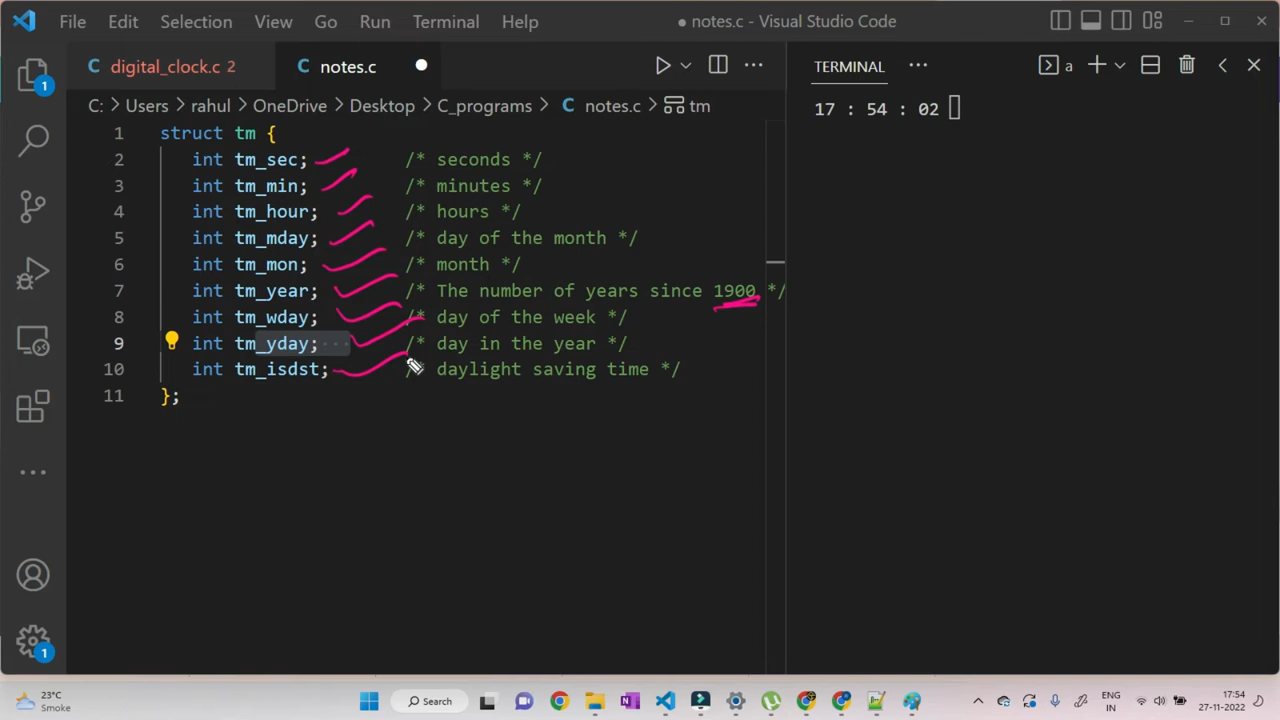 File Edit Selection View Go Run Terminal Help ● notes.c - Visual Studio Code
C digital_clock.c 2 C notes.c
C: > Users > rahul > OneDrive > Desktop > C_programs > C notes.c > tm
1 struct tm {
2 int tm_sec; /* seconds */
3 int tm_min; /* minutes */
4 int tm_hour; /* hours */
5 int tm_mday; /* day of the month */
6 int tm_mon; /* month */
7 int tm_year; /* The number of years since 1900 */
8 int tm_wday; /* day of the week */
9 int tm_yday; /* day in the year */
10 int tm_isdst; /* daylight saving time */
11 };
TERMINAL ··· a
17 : 54 : 02
1
1
23°C
Smoke
Search
ENG
IN
17:54
27-11-2022